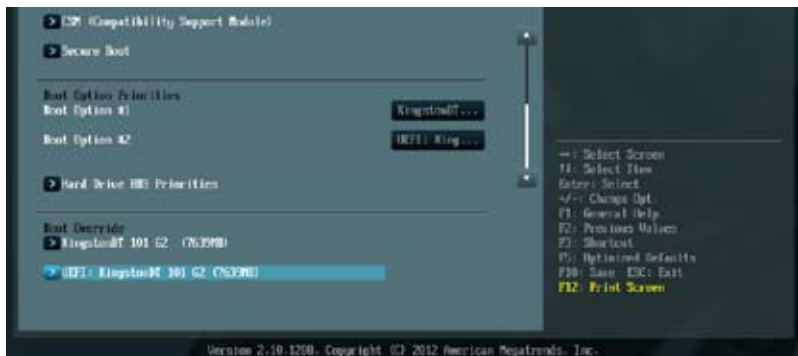 CSM (Compatibility Support Module)
Secure Boot
Boot Option Priorities
Boot Option #1
KingstonDT...
Boot Option #2
UEFI: King...
Hard Drive BBS Priorities
Boot Override
KingstonDT 101 G2 (7639MB)
UEFI: KingstonDT 101 G2 (7639MB)
→←: Select Screen
↑↓: Select Item
Enter: Select
+/-: Change Opt.
F1: General Help
F2: Previous Values
F3: Shortcut
F5: Optimized Defaults
F10: Save ESC: Exit
F12: Print Screen
Version 2.10.1208. Copyright (C) 2012 American Megatrends, Inc.